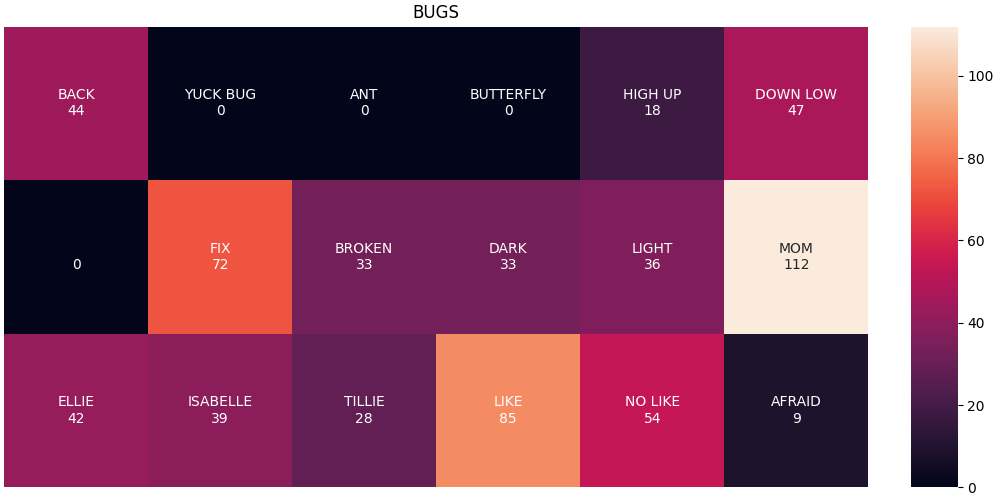 BUGS
BACK
44
YUCK BUG
0
ANT
0
BUTTERFLY
0
HIGH UP
18
DOWN LOW
47
0
FIX
72
BROKEN
33
DARK
33
LIGHT
36
MOM
112
ELLIE
42
ISABELLE
39
TILLIE
28
LIKE
85
NO LIKE
54
AFRAID
9
100
80
60
40
20
0